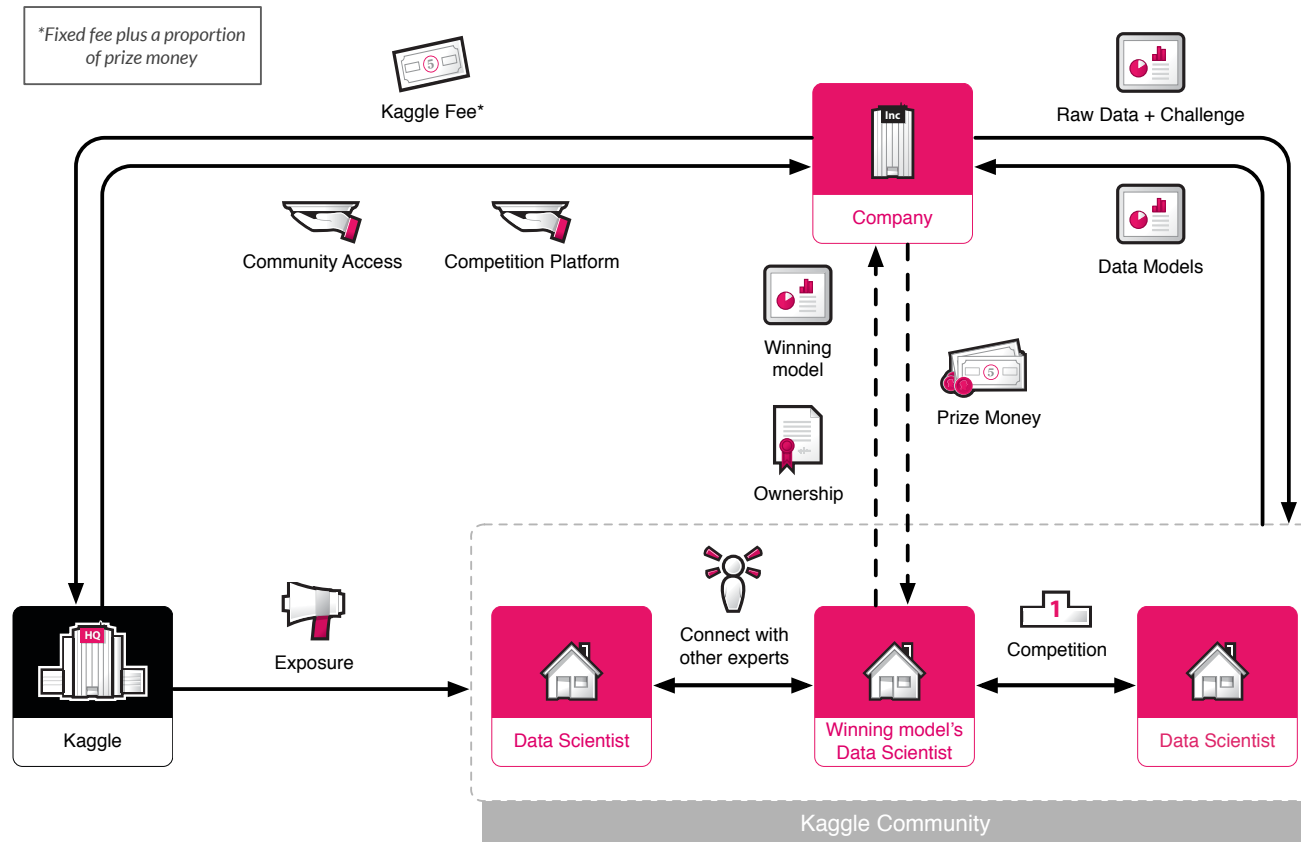 *Fixed fee plus a proportion
of prize money
5
Kaggle Fee*
Inc
Company
Raw Data + Challenge
Community Access
Competition Platform
Data Models
Winning
model
5
Prize Money
Ownership
HQ
Kaggle
Exposure
Connect with
other experts
1
Competition
Data Scientist
Winning model's
Data Scientist
Data Scientist
Kaggle Community